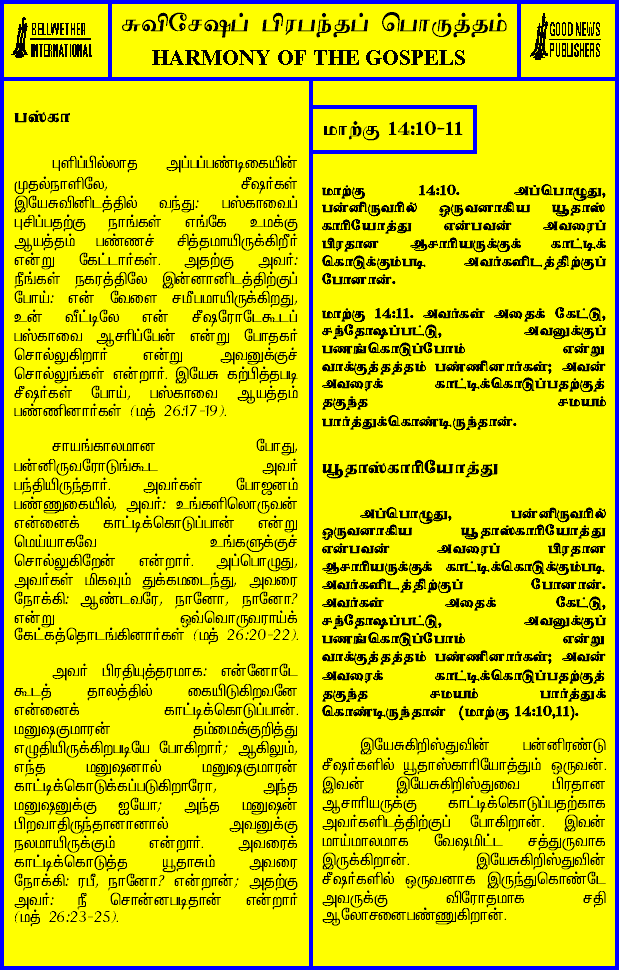 BELLWETHER
INTERNATIONAL
சுவிசேஷப் பிரபந்தப் பொருத்தம்
HARMONY OF THE GOSPELS
GOOD NEWS
PUBLISHERS
பஸ்கா
புளிப்பில்லாத அப்பப்பண்டிகையின்
முதல்நாளிலே, சீஷர்கள்
இயேசுவினிடத்தில் வந்து: பஸ்காவைப்
புசிப்பதற்கு நாங்கள் எங்கே உமக்கு
ஆயத்தம் பண்ணச் சித்தமாயிருக்கிறீர்
என்று கேட்டார்கள். அதற்கு அவர்:
நீங்கள் நகரத்திலே இன்னானிடத்திற்குப்
போய்: என் வேளை சமீபமாயிருக்கிறது,
உன் வீட்டிலே என் சீஷரோடேகூடப்
பஸ்காவை ஆசரிப்பேன் என்று போதகர்
சொல்லுகிறார் என்று அவனுக்குச்
சொல்லுங்கள் என்றார். இயேசு கற்பித்தபடி
சீஷர்கள் போய், பஸ்காவை ஆயத்தம்
பண்ணினார்கள் (மத் 26:17-19).
சாயங்காலமான போது,
பன்னிருவரோடுங்கூட அவர்
பந்தியிருந்தார். அவர்கள் போஜனம்
பண்ணுகையில், அவர்: உங்களிலொருவன்
என்னைக் காட்டிக்கொடுப்பான் என்று
மெய்யாகவே உங்களுக்குச்
சொல்லுகிறேன் என்றார். அப்பொழுது,
அவர்கள் மிகவும் துக்கமடைந்து, அவரை
நோக்கி: ஆண்டவரே, நானோ, நானோ?
என்று ஒவ்வொருவராய்க்
கேட்கத்தொடங்கினார்கள் (மத் 26:20-22).
அவர் பிரதியுத்தரமாக: என்னோடே
கூடத் தாலத்தில் கையிடுகிறவனே
என்னைக் காட்டிக்கொடுப்பான்.
மனுஷகுமாரன் தம்மைக்குறித்து
எழுதியிருக்கிறபடியே போகிறார்; ஆகிலும்,
எந்த மனுஷனால் மனுஷகுமாரன்
காட்டிக்கொடுக்கப்படுகிறாரோ, அந்த
மனுஷனுக்கு ஐயோ; அந்த மனுஷன்
பிறவாதிருந்தானானால் அவனுக்கு
நலமாயிருக்கும் என்றார். அவரைக்
காட்டிக்கொடுத்த யூதாசும் அவரை
நோக்கி: ரபீ, நானோ? என்றான்; அதற்கு
அவர்: நீ சொன்னபடிதான் என்றார்
(மத் 26:23-25).
மாற்கு 14:10-11
மாற்கு 14:10. அப்பொழுது,
பன்னிருவரில் ஒருவனாகிய யூதாஸ்
காரியோத்து என்பவன் அவரைப்
பிரதான ஆசாரியருக்குக் காட்டிக்
கொடுக்கும்படி அவர்களிடத்திற்குப்
போனான்.
மாற்கு 14:11. அவர்கள் அதைக் கேட்டு,
சந்தோஷப்பட்டு, அவனுக்குப்
பணங்கொடுப்போம் என்று
வாக்குத்தத்தம் பண்ணினார்கள்; அவன்
அவரைக் காட்டிக்கொடுப்பதற்குத்
தகுந்த சமயம்
பார்த்துக்கொண்டிருந்தான்.
யூதாஸ்காரியோத்து
அப்பொழுது, பன்னிருவரில்
ஒருவனாகிய யூதாஸ்காரியோத்து
என்பவன் அவரைப் பிரதான
ஆசாரியருக்குக் காட்டிக்கொடுக்கும்படி
அவர்களிடத்திற்குப் போனான்.
அவர்கள் அதைக் கேட்டு,
சந்தோஷப்பட்டு, அவனுக்குப்
பணங்கொடுப்போம் என்று
வாக்குத்தத்தம் பண்ணினார்கள்; அவன்
அவரைக் காட்டிக்கொடுப்பதற்குத்
தகுந்த சமயம் பார்த்துக்
கொண்டிருந்தான் (மாற்கு 14:10,11).
இயேசுகிறிஸ்துவின் பன்னிரண்டு
சீஷர்களில் யூதாஸ்காரியோத்தும் ஒருவன்.
இவன் இயேசுகிறிஸ்துவை பிரதான
ஆசாரியருக்கு காட்டிக்கொடுப்பதற்காக
அவர்களிடத்திற்குப் போகிறான். இவன்
மாய்மாலமாக வேஷமிட்ட சத்துருவாக
இருக்கிறான். இயேசுகிறிஸ்துவின்
சீஷர்களில் ஒருவனாக இருந்துகொண்டே
அவருக்கு விரோதமாக சதி
ஆலோசனைபண்ணுகிறான்.